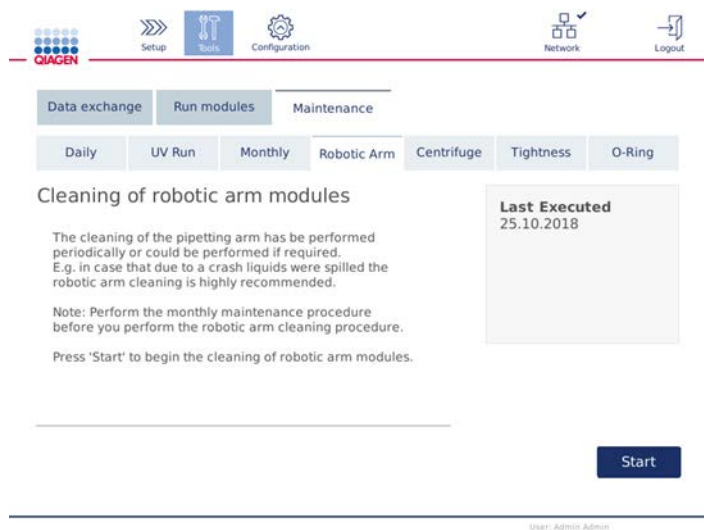 QIAGEN
Setup
Tools
Configuration
Network
Logout
Data exchange
Run modules
Maintenance
Daily
UV Run
Monthly
Robotic Arm
Centrifuge
Tightness
O-Ring
Cleaning of robotic arm modules
The cleaning of the pipetting arm has be performed
periodically or could be performed if required.
E.g. in case that due to a crash liquids were spilled the
robotic arm cleaning is highly recommended.
Note: Perform the monthly maintenance procedure
before you perform the robotic arm cleaning procedure.
Press 'Start' to begin the cleaning of robotic arm modules.
Last Executed
25.10.2018
Start
User: Admin Admin